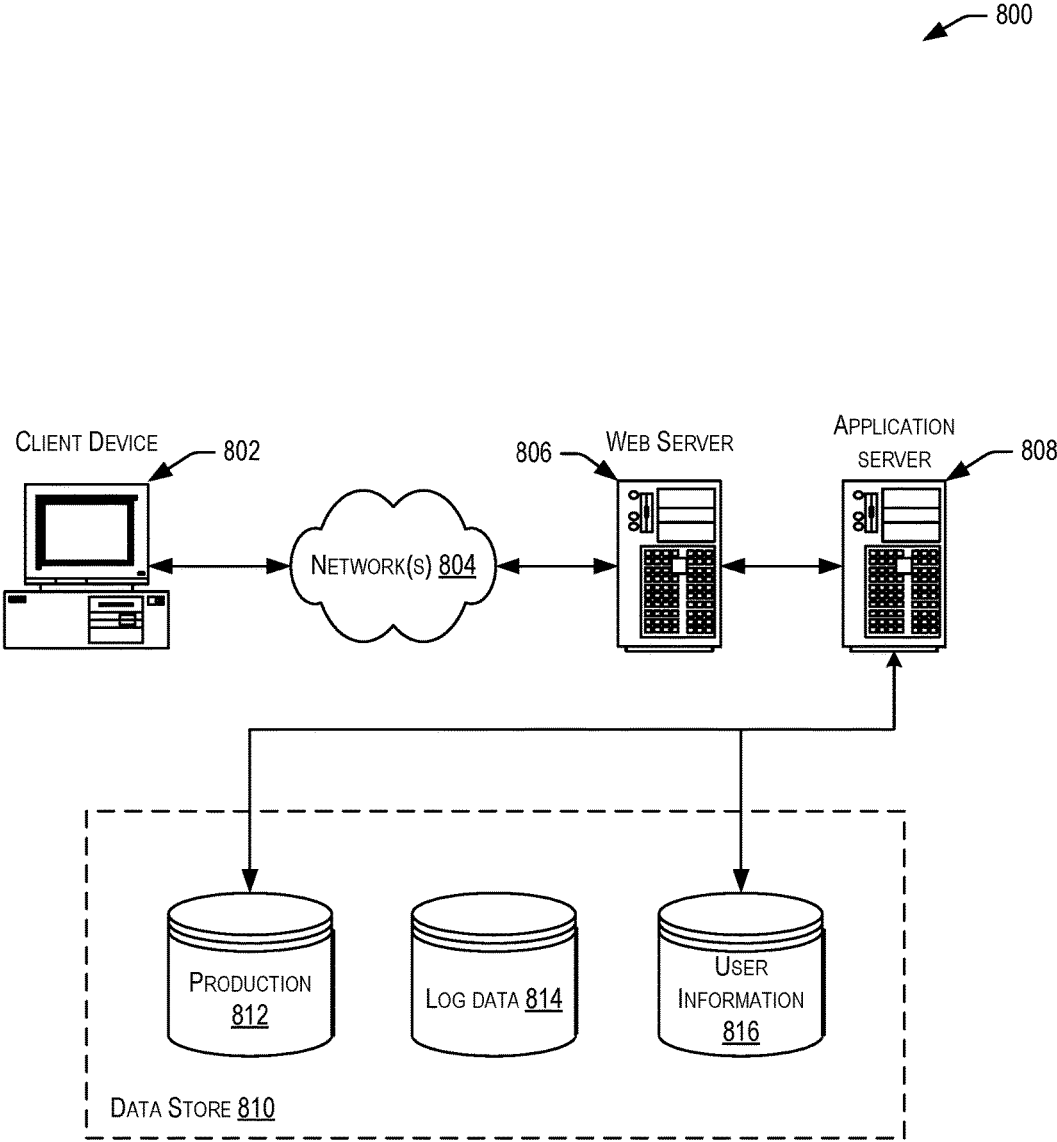 800
CLIENT DEVICE
802
806
WEB SERVER
APPLICATION
SERVER
808
NETWORK(S) 804
PRODUCTION
812
LOG DATA 814
USER
INFORMATION
816
DATA STORE 810